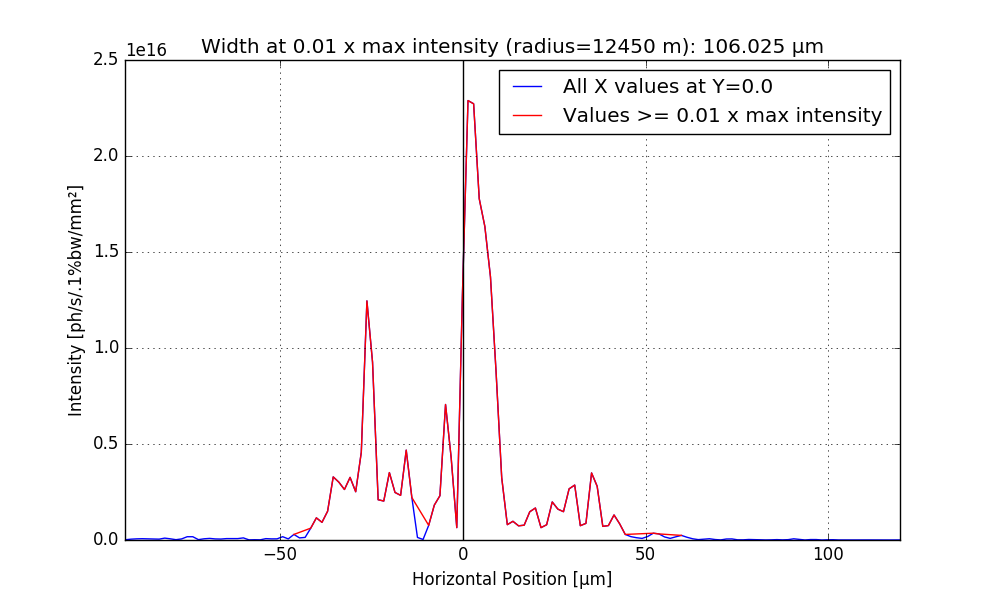 Width at 0.01 x max intensity (radius=12450 m): 106.025 µm
1e16
All X values at Y=0.0
Values >= 0.01 x max intensity
2.5
2.0
1.5
1.0
0.5
0.0
−50
0
50
100
Intensity [ph/s/.1%bw/mm²]
Horizontal Position [µm]